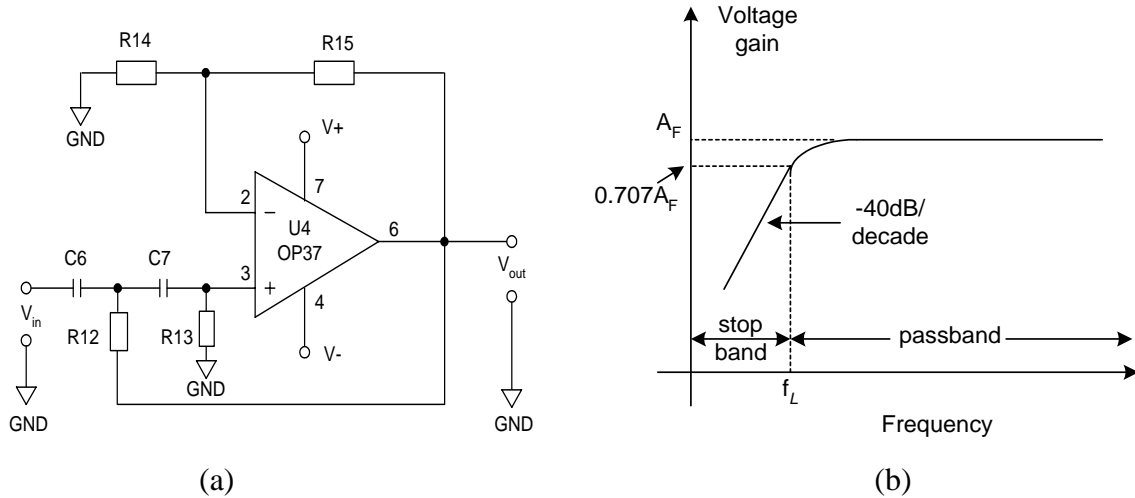 R14
R15
GND
V+
7
2
−
U4
OP37
6
3
+
4
V-
C6
C7
V_in
R12
R13
GND
GND
V_out
GND
(a)
Voltage
gain
A_F
0.707A_F
-40dB/
decade
stop
band
passband
f_L
Frequency
(b)